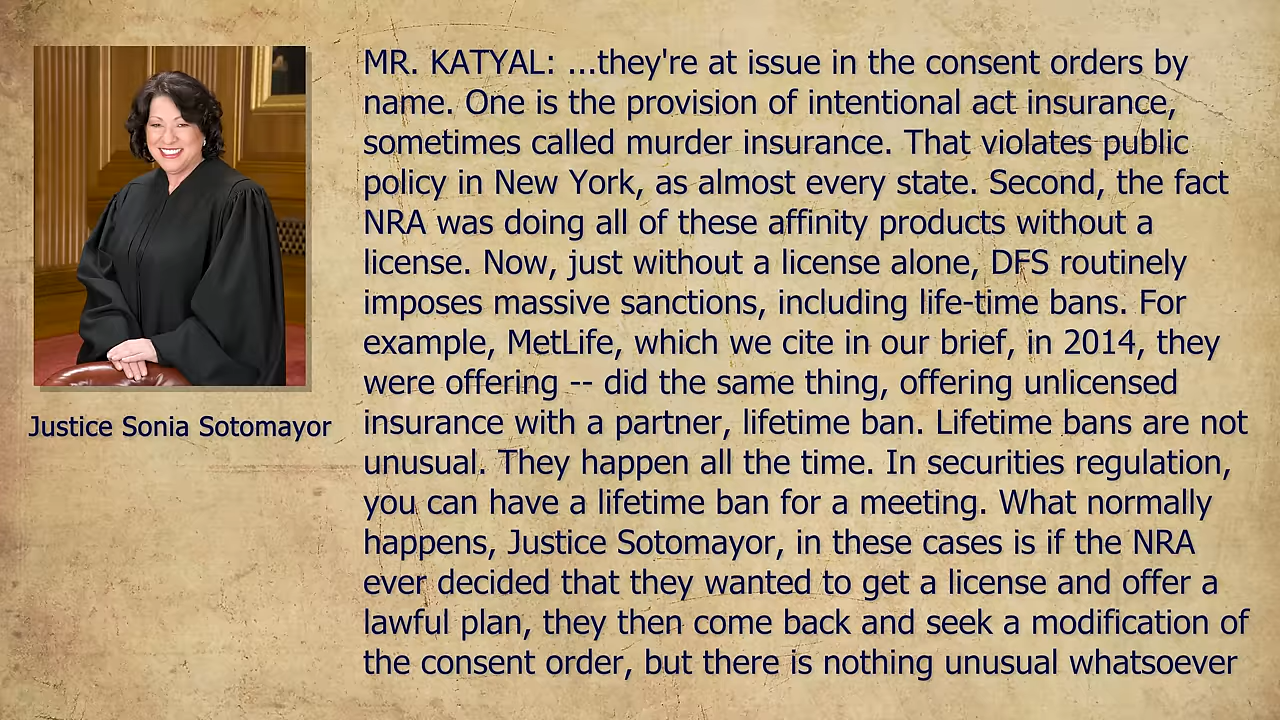 MR. KATYAL: ...they're at issue in the consent orders by
name. One is the provision of intentional act insurance,
sometimes called murder insurance. That violates public
policy in New York, as almost every state. Second, the fact
NRA was doing all of these affinity products without a
license. Now, just without a license alone, DFS routinely
imposes massive sanctions, including life-time bans. For
example, MetLife, which we cite in our brief, in 2014, they
were offering -- did the same thing, offering unlicensed
insurance with a partner, lifetime ban. Lifetime bans are not
unusual. They happen all the time. In securities regulation,
you can have a lifetime ban for a meeting. What normally
happens, Justice Sotomayor, in these cases is if the NRA
ever decided that they wanted to get a license and offer a
lawful plan, they then come back and seek a modification of
the consent order, but there is nothing unusual whatsoever
Justice Sonia Sotomayor